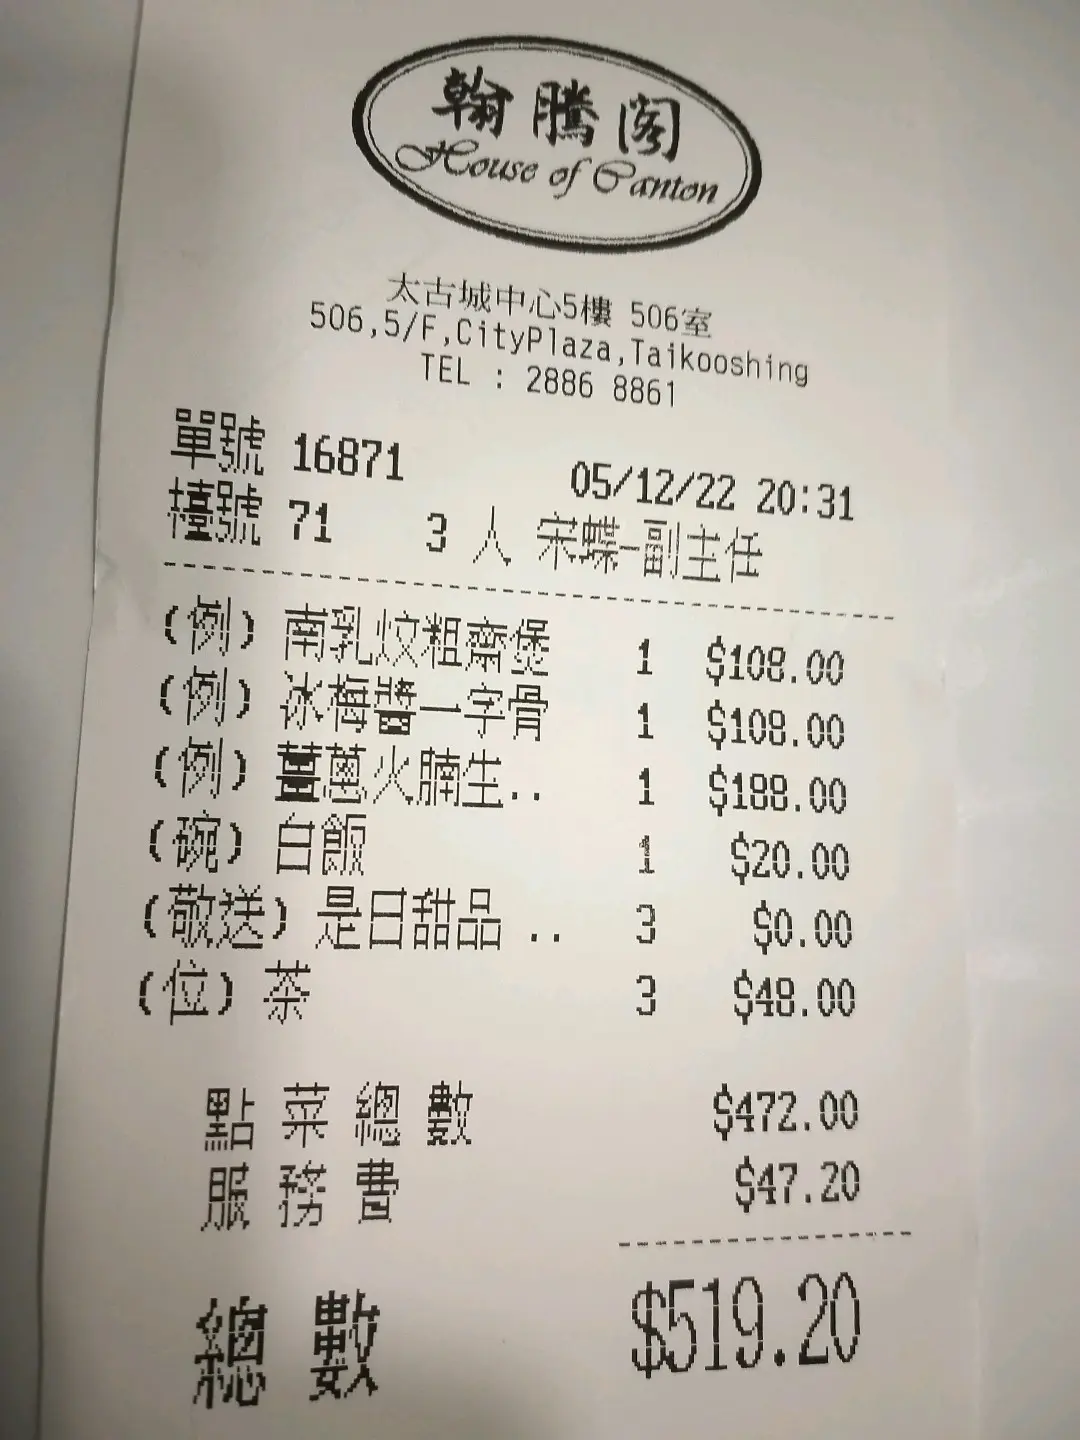 翰騰閣
House of Canton
太古城中心5樓 506室
506,5/F,CityPlaza,Taikooshing
TEL : 2886 8861
單號 16871 05/12/22 20:31
檯號 71 3 人 宋蝶-副主任
(例) 南乳炆粗齋煲 1 $108.00
(例) 冰梅醬一字骨 1 $108.00
(例) 薑蔥火腩生.. 1 $188.00
(碗) 白飯 1 $20.00
(敬送) 是日甜品 .. 3 $0.00
(位) 茶 3 $48.00
點菜總數 $472.00
服務費 $47.20
總數 $519.20